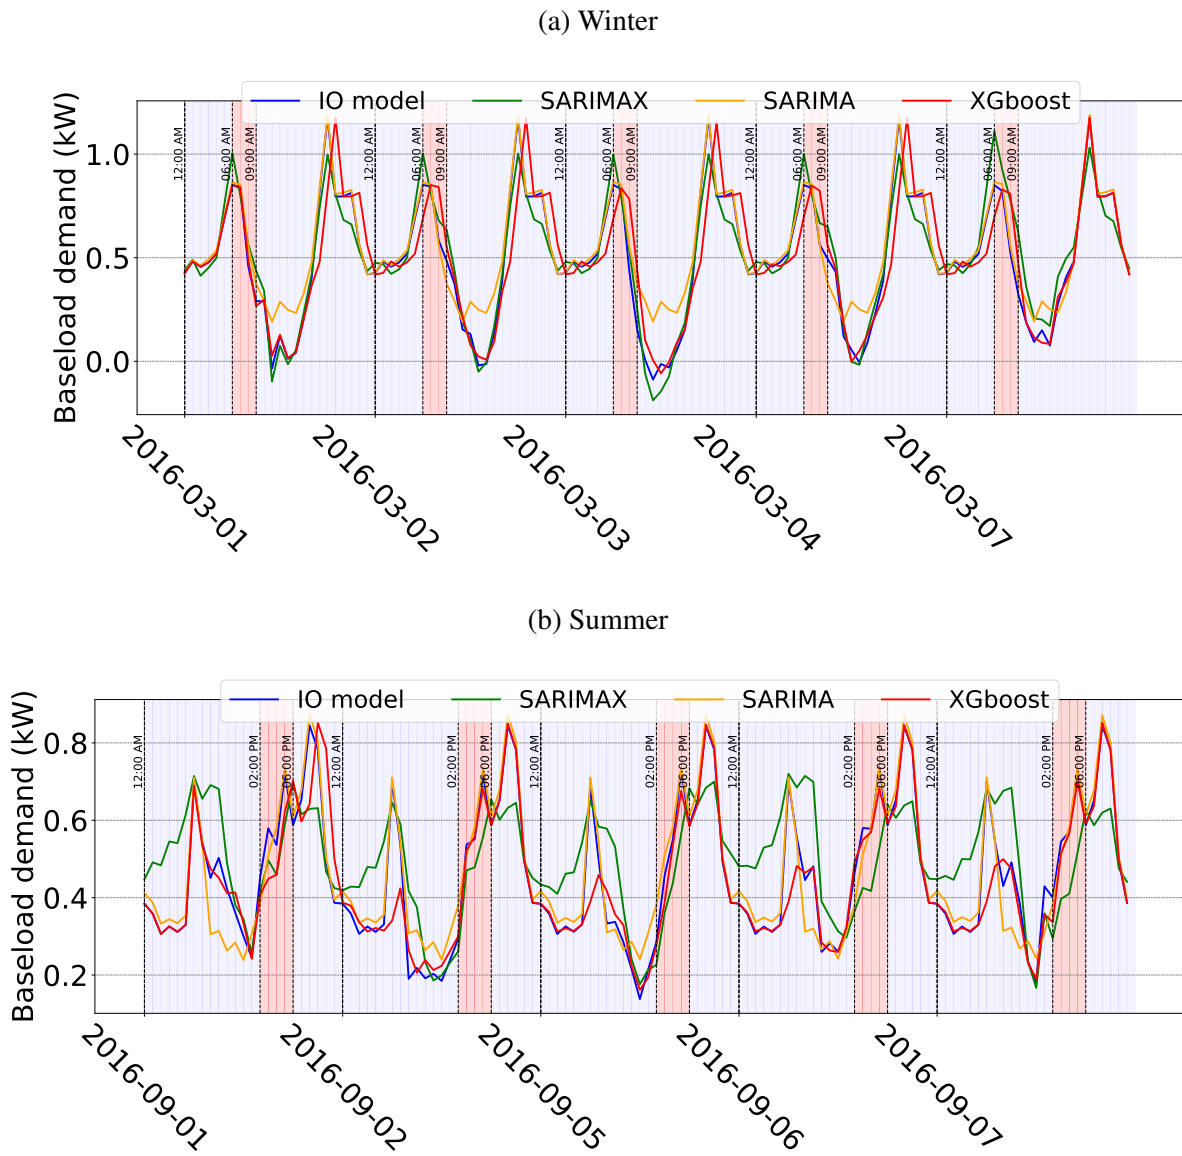 (a) Winter
IO model SARIMAX SARIMA XGboost
Baseload demand (kW)
1.0
0.5
0.0
12:00 AM 06:00 AM 09:00 AM 12:00 AM 06:00 AM 09:00 AM 12:00 AM 06:00 AM 09:00 AM 12:00 AM 06:00 AM 09:00 AM 12:00 AM 06:00 AM 09:00 AM
2016-03-01 2016-03-02 2016-03-03 2016-03-04 2016-03-07
(b) Summer
IO model SARIMAX SARIMA XGboost
Baseload demand (kW)
0.8
0.6
0.4
0.2
12:00 AM 02:00 PM 06:00 PM 12:00 AM 02:00 PM 06:00 PM 12:00 AM 02:00 PM 06:00 PM 12:00 AM 02:00 PM 06:00 PM 12:00 AM 02:00 PM 06:00 PM
2016-09-01 2016-09-02 2016-09-05 2016-09-06 2016-09-07